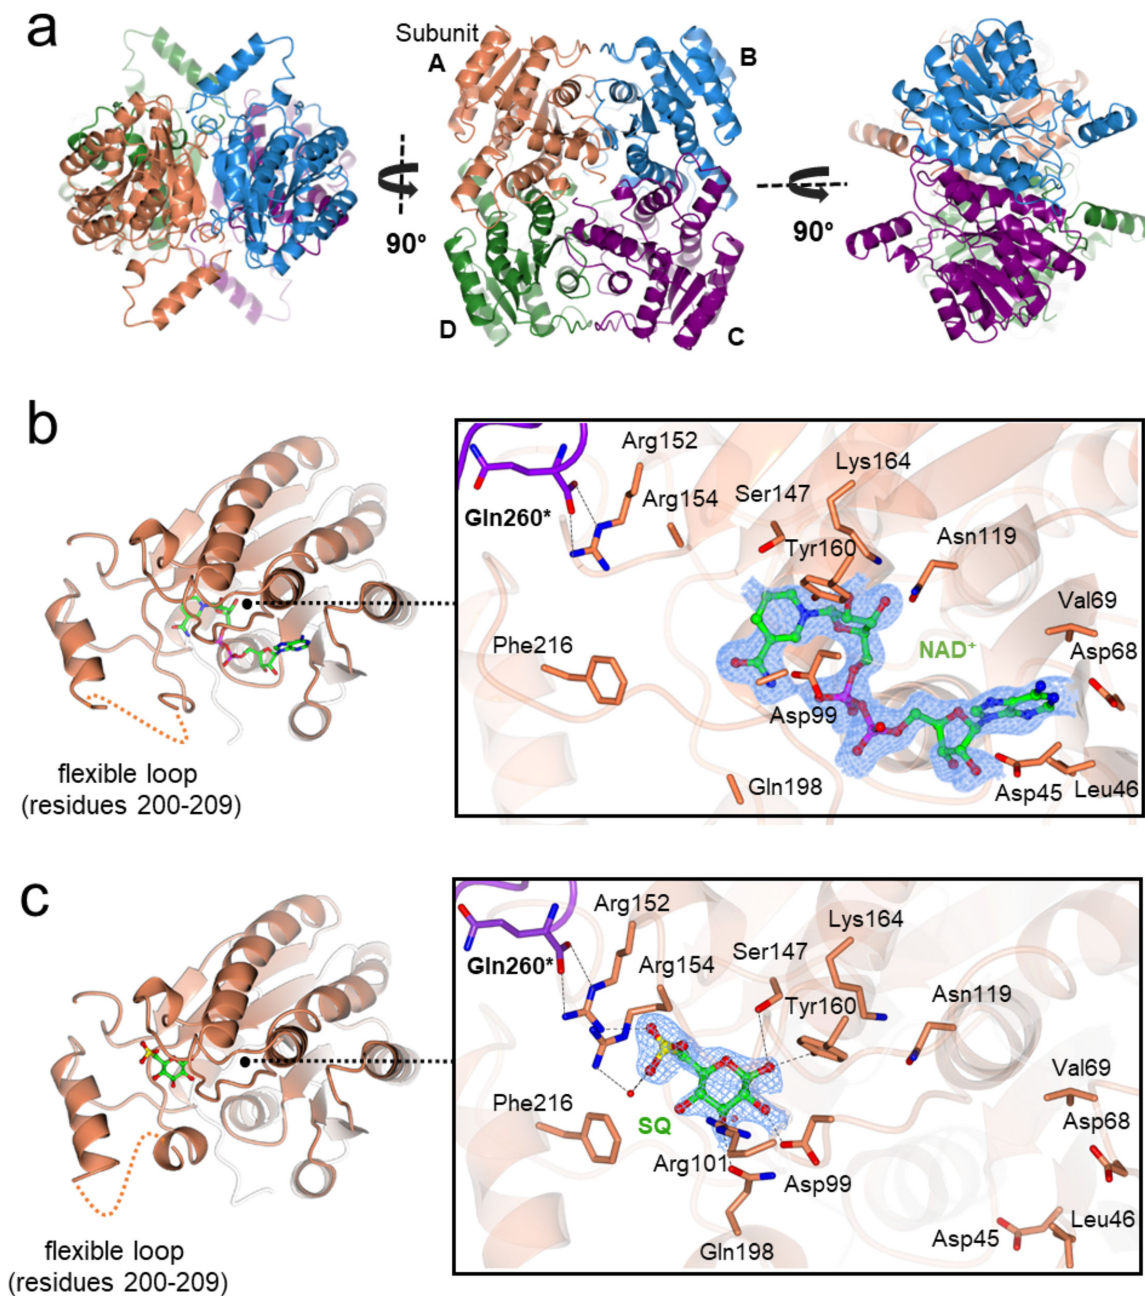 a
Subunit
A
B
90°
90°
D
C
b
Arg152
Lys164
Arg154
Ser147
Gln260*
Tyr160
Asn119
Val69
Phe216
NAD⁺
Asp68
Asp99
flexible loop
(residues 200-209)
Gln198
Asp45
Leu46
c
Arg152
Lys164
Ser147
Gln260*
Arg154
Tyr160
Asn119
Val69
Phe216
SQ
Asp68
Arg101
Asp99
Leu46
Asp45
Gln198
flexible loop
(residues 200-209)